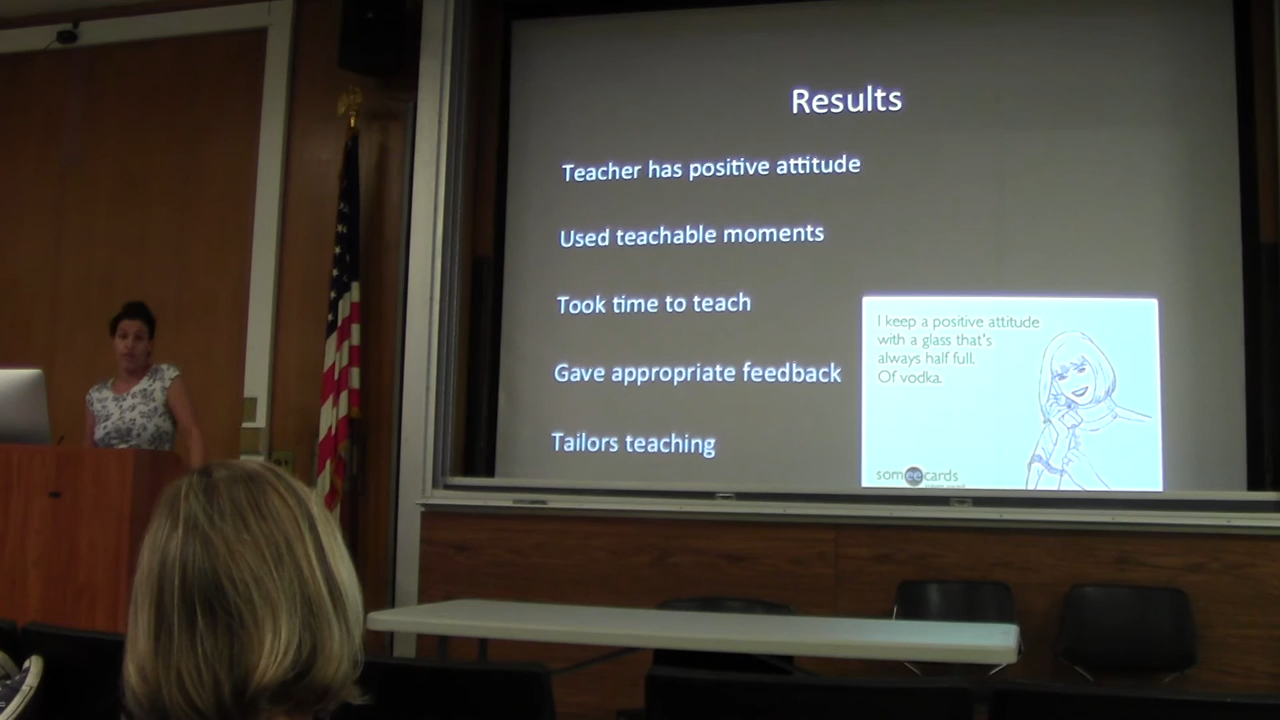 Results
Teacher has positive attitude
Used teachable moments
Took time to teach
Gave appropriate feedback
Tailors teaching
I keep a positive attitude
with a glass that's
always half full.
Of vodka.
someecards